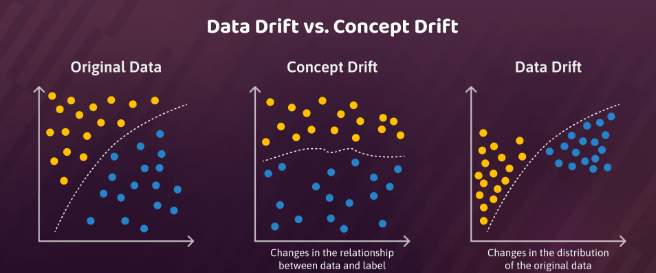 Data Drift vs. Concept Drift
Original Data
Concept Drift
Data Drift
Changes in the relationship
between data and label
Changes in the distribution
of the original data